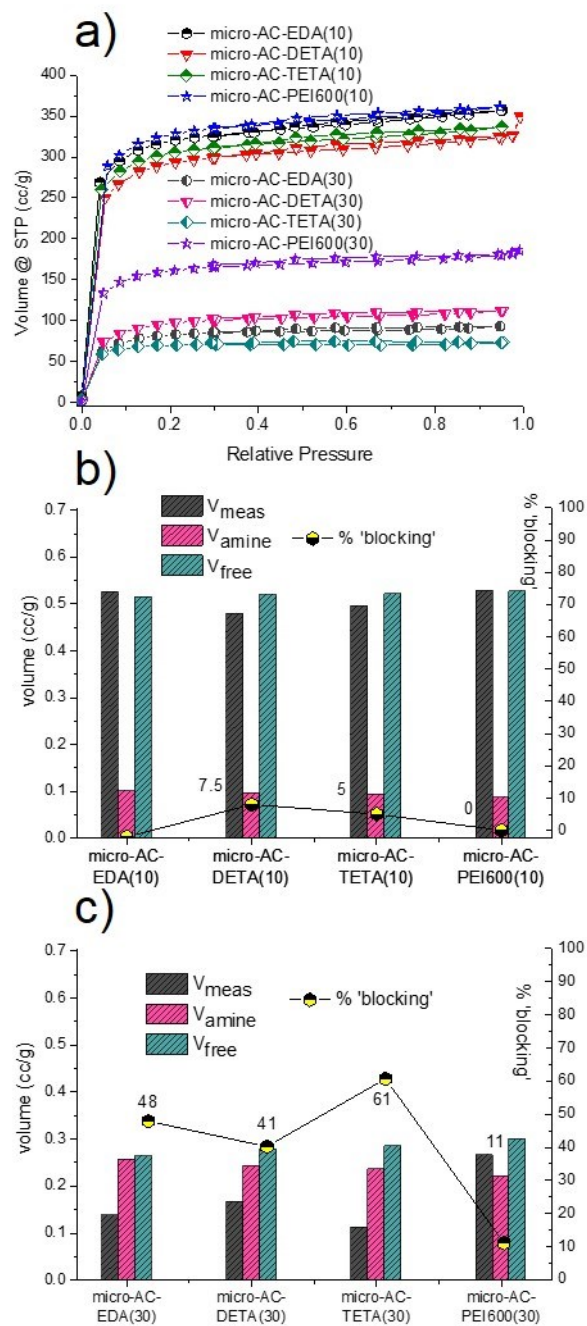 a)
micro-AC-EDA(10)
micro-AC-DETA(10)
micro-AC-TETA(10)
micro-AC-PEI600(10)
micro-AC-EDA(30)
micro-AC-DETA(30)
micro-AC-TETA(30)
micro-AC-PEI600(30)
Volume @ STP (cc/g)
400
350
300
250
200
150
100
50
0
0.0 0.2 0.4 0.6 0.8 1.0
Relative Pressure
b)
Vmeas
Vamine
Vfree
% 'blocking'
volume (cc/g)
0.7
0.6
0.5
0.4
0.3
0.2
0.1
0.0
% 'blocking'
100
90
80
70
60
50
40
30
20
10
0
7.5 5 0
micro-AC- micro-AC- micro-AC- micro-AC-
EDA(10) DETA(10) TETA(10) PEI600(10)
c)
Vmeas
Vamine
Vfree
% 'blocking'
volume (cc/g)
0.7
0.6
0.5
0.4
0.3
0.2
0.1
0.0
% 'blocking'
100
90
80
70
60
50
40
30
20
10
0
48 41 61 11
micro-AC- micro-AC- micro-AC- micro-AC-
EDA(30) DETA(30) TETA(30) PEI600(30)